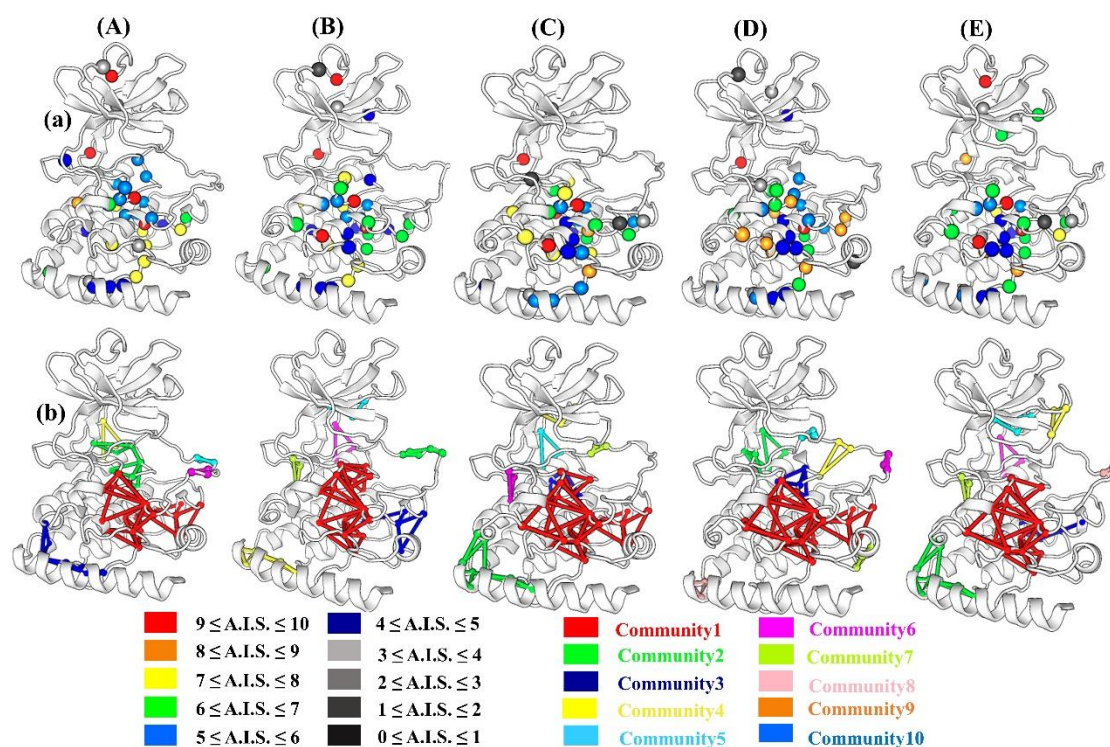 (A) (B) (C) (D) (E)
(a)
(b)
9 ≤ A.I.S. ≤ 10 4 ≤ A.I.S. ≤ 5 Community1 Community6
8 ≤ A.I.S. ≤ 9 3 ≤ A.I.S. ≤ 4 Community2 Community7
7 ≤ A.I.S. ≤ 8 2 ≤ A.I.S. ≤ 3 Community3 Community8
6 ≤ A.I.S. ≤ 7 1 ≤ A.I.S. ≤ 2 Community4 Community9
5 ≤ A.I.S. ≤ 6 0 ≤ A.I.S. ≤ 1 Community5 Community10